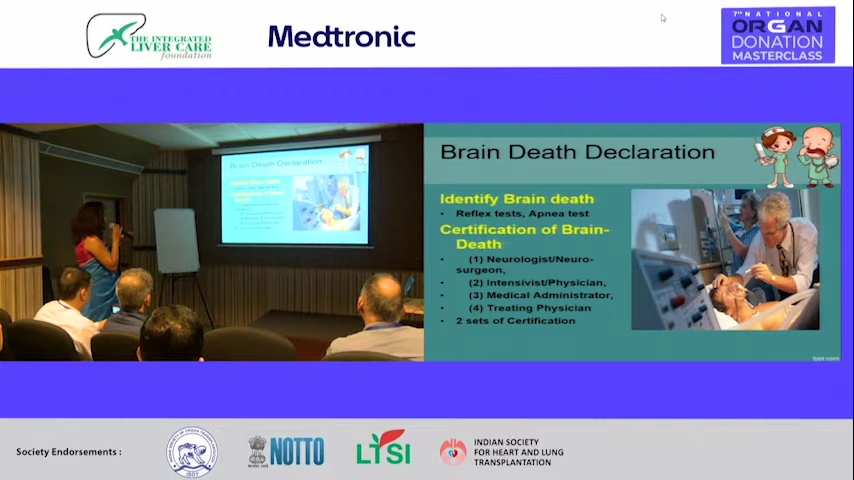 THE INTEGRATED
LIVER CARE
foundation
Medtronic
7TH NATIONAL
ORGAN
DONATION
MASTERCLASS
Brain Death Declaration
Brain Death Declaration
Identify Brain death
• Reflex tests, Apnea test
Certification of Brain-
Death
• (1) Neurologist/Neuro-
surgeon,
• (2) Intensivist/Physician,
• (3) Medical Administrator,
• (4) Treating Physician
• 2 sets of Certification
fppt.com
Society Endorsements :
NOTTO
LTSI
INDIAN SOCIETY
FOR HEART AND LUNG
TRANSPLANTATION